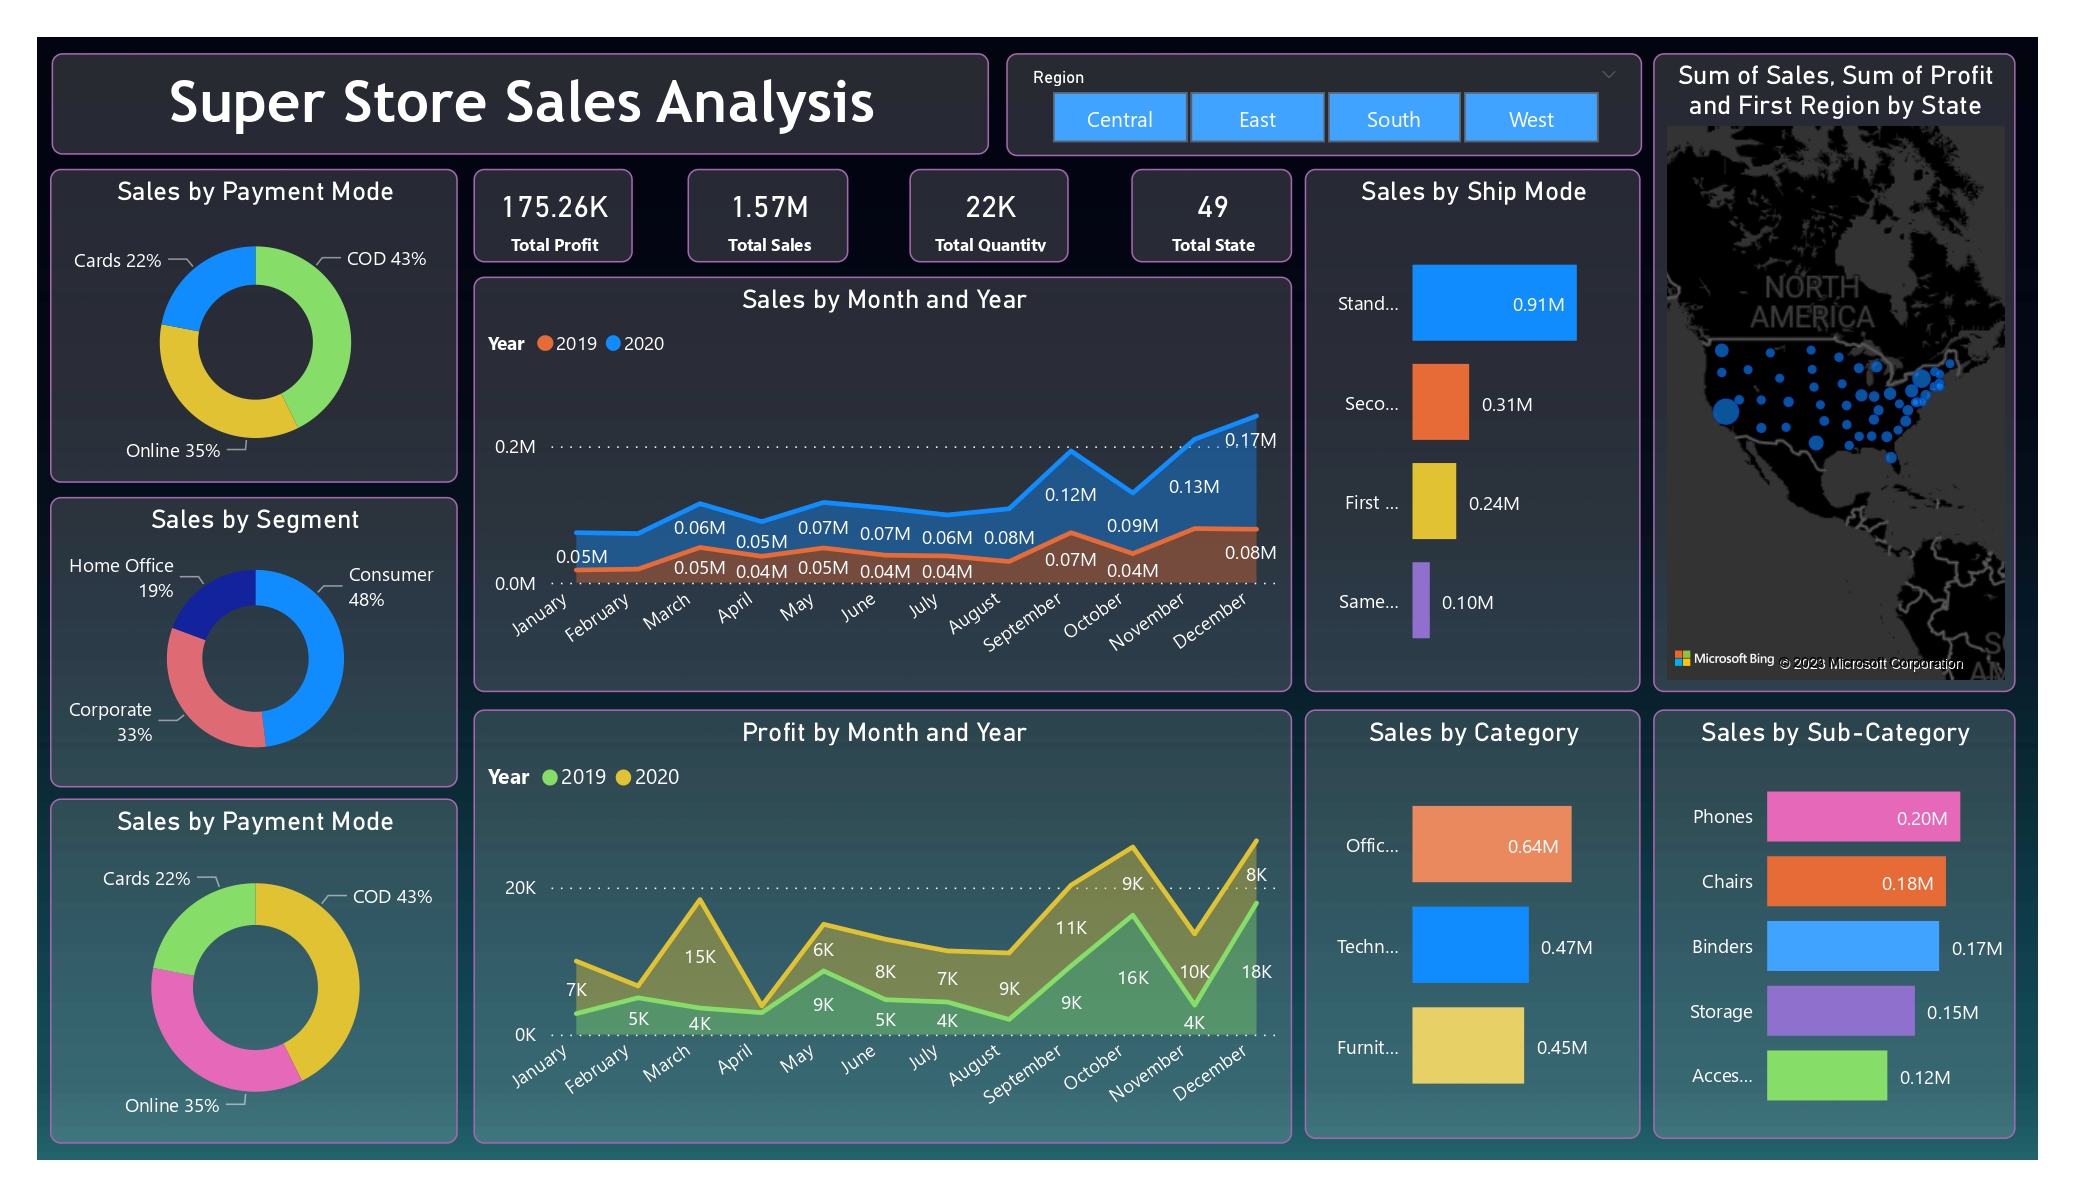 Super Store Sales Analysis
Region
Central
East
South
West
Sum of Sales, Sum of Profit
and First Region by State
NORTH
AMERICA
Microsoft Bing
© 2023 Microsoft Corporation
Sales by Payment Mode
Cards 22%
COD 43%
Online 35%
175.26K
Total Profit
1.57M
Total Sales
22K
Total Quantity
49
Total State
Sales by Ship Mode
Stand...
0.91M
Seco...
0.31M
First ...
0.24M
Same...
0.10M
Sales by Month and Year
Year 2019 2020
0.2M
0.0M
0.17M
0.12M
0.13M
0.06M
0.05M
0.07M
0.07M
0.06M
0.08M
0.09M
0.05M
0.05M
0.04M
0.05M
0.04M
0.04M
0.07M
0.04M
0.08M
January
February
March
April
May
June
July
August
September
October
November
December
Sales by Segment
Home Office
19%
Consumer
48%
Corporate
33%
Sales by Payment Mode
Cards 22%
COD 43%
Online 35%
Profit by Month and Year
Year 2019 2020
20K
0K
7K
15K
6K
8K
7K
9K
11K
9K
10K
8K
5K
4K
9K
5K
4K
9K
16K
4K
18K
January
February
March
April
May
June
July
August
September
October
November
December
Sales by Category
Offic...
0.64M
Techn...
0.47M
Furnit...
0.45M
Sales by Sub-Category
Phones
0.20M
Chairs
0.18M
Binders
0.17M
Storage
0.15M
Acces...
0.12M